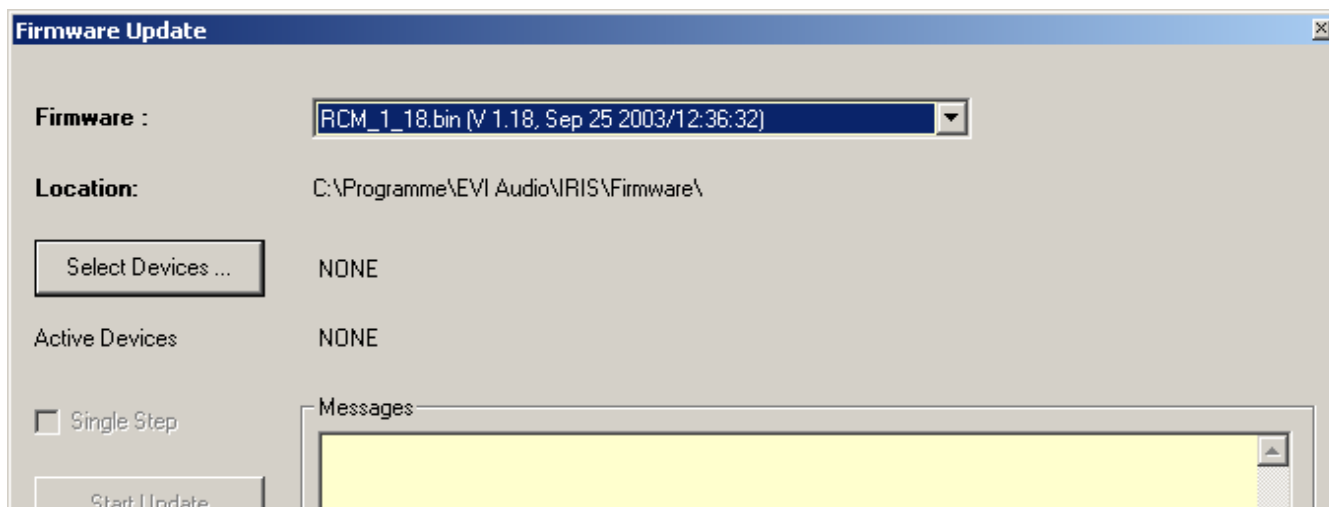 Firmware Update
Firmware :
RCM_1_18.bin (V 1.18, Sep 25 2003/12:36:32)
Location:
C:\Programme\EVI Audio\IRIS\Firmware\
Select Devices ...
NONE
Active Devices
NONE
Single Step
Messages
Start Update